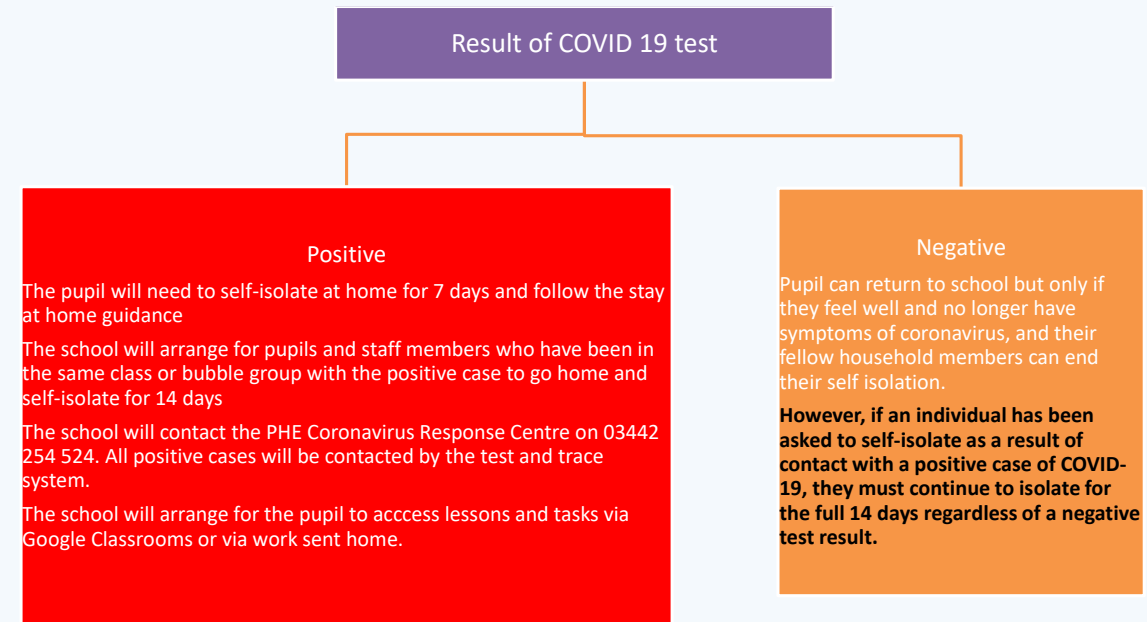 Result of COVID 19 test
Positive
The pupil will need to self-isolate at home for 7 days and follow the stay
at home guidance
The school will arrange for pupils and staff members who have been in
the same class or bubble group with the positive case to go home and
self-isolate for 14 days
The school will contact the PHE Coronavirus Response Centre on 03442
254 524. All positive cases will be contacted by the test and trace
system.
The school will arrange for the pupil to acccess lessons and tasks via
Google Classrooms or via work sent home.
Negative
Pupil can return to school but only if
they feel well and no longer have
symptoms of coronavirus, and their
fellow household members can end
their self isolation.
However, if an individual has been
asked to self-isolate as a result of
contact with a positive case of COVID-
19, they must continue to isolate for
the full 14 days regardless of a negative
test result.